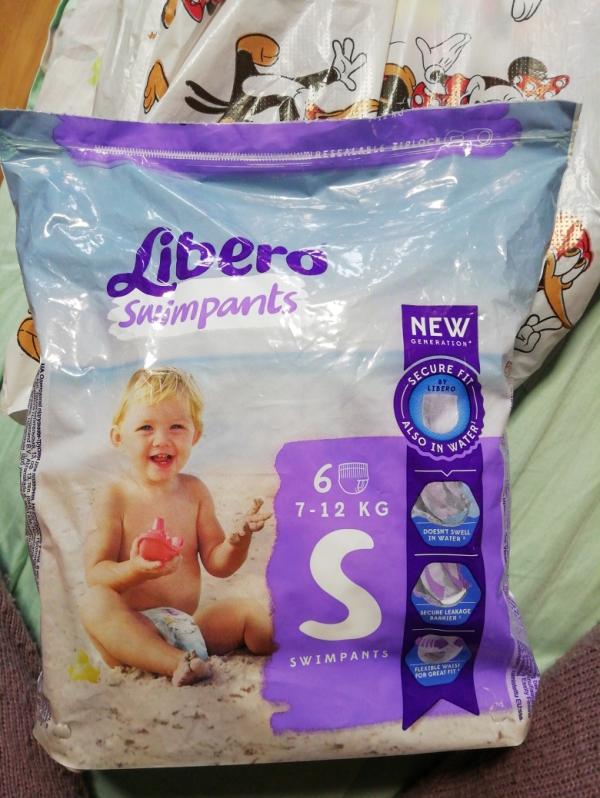 RESEALABLE ZIPLOCK
Libero
Swimpants
NEW
GENERATION*
SECURE FIT
BY
LIBERO
ALSO IN WATER
6
7-12 KG
S
SWIMPANTS
DOESN'T SWELL
IN WATER*
SECURE LEAKAGE
BARRIER*
FLEXIBLE WAIST
FOR GREAT FIT*